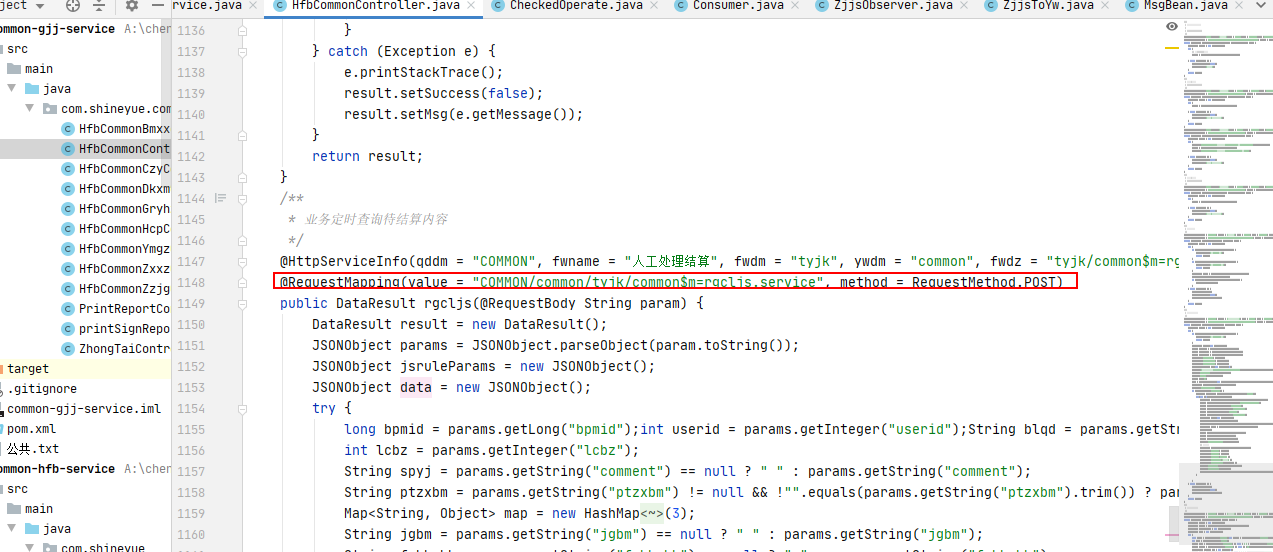 ject
rvice.java
HfbCommonController.java
CheckedOperate.java
Consumer.java
ZjjsObserver.java
ZjjsToYw.java
MsgBean.java
common-gjj-service A:\chen
src
main
java
com.shineyue.com
HfbCommonBmxx
HfbCommonCont
HfbCommonCzyC
HfbCommonDkxm
HfbCommonGryh
HfbCommonHcpC
HfbCommonYmgz
HfbCommonZxxz
HfbCommonZzjg
PrintReportCo
printSignRepo
ZhongTaiContr
target
.gitignore
common-gjj-service.iml
pom.xml
公共.txt
ommon-hfb-service A:\cher
src
main
java
com.shineyue
1136 }
1137 } catch (Exception e) {
1138 e.printStackTrace();
1139 result.setSuccess(false);
1140 result.setMsg(e.getMessage());
1141 }
1142 return result;
1143 }
1144 /**
1145 * 业务定时查询待结算内容
1146 */
1147 @HttpServiceInfo(qddm = "COMMON", fwname = "人工处理结算", fwdm = "tyjk", ywdm = "common", fwdz = "tyjk/common$m=rg
1148 @RequestMapping(value = "COMMON/common/tyjk/common$m=rgcljs.service", method = RequestMethod.POST)
1149 public DataResult rgcljs(@RequestBody String param) {
1150 DataResult result = new DataResult();
1151 JSONObject params = JSONObject.parseObject(param.toString());
1152 JSONObject jsruleParams = new JSONObject();
1153 JSONObject data = new JSONObject();
1154 try {
1155 long bpmid = params.getLong("bpmid");int userid = params.getInteger("userid");String blqd = params.getStr
1156 int lcbz = params.getInteger("lcbz");
1157 String spyj = params.getString("comment") == null ? " " : params.getString("comment");
1158 String ptzxbm = params.getString("ptzxbm") != null && !"".equals(params.getString("ptzxbm").trim()) ? par
1159 Map<String, Object> map = new HashMap<~>(3);
1160 String jgbm = params.getString("jgbm") == null ? " " : params.getString("jgbm");